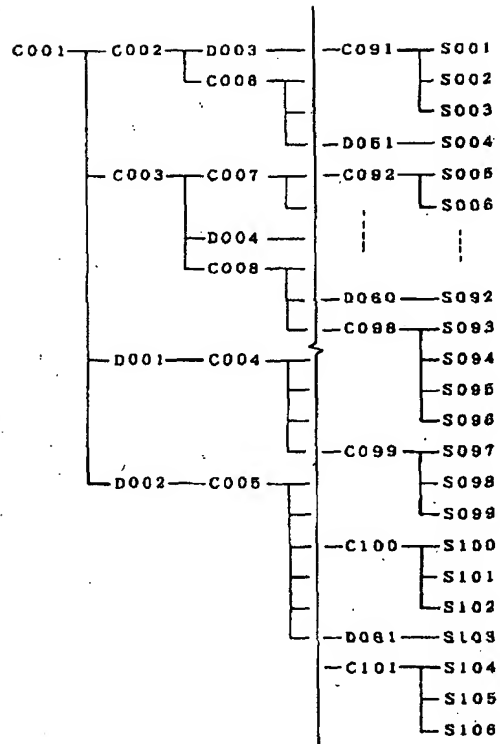 C001 C002 D003 C091 S001
C006 S002
S003
D051 S004
C003 C007 C092 S005
S006
D004
C008
D060 S092
C098 S093
D001 C004 S094
S095
S096
C099 S097
D002 C005 S098
S099
C100 S100
S101
S102
D061 S103
C101 S104
S105
S106